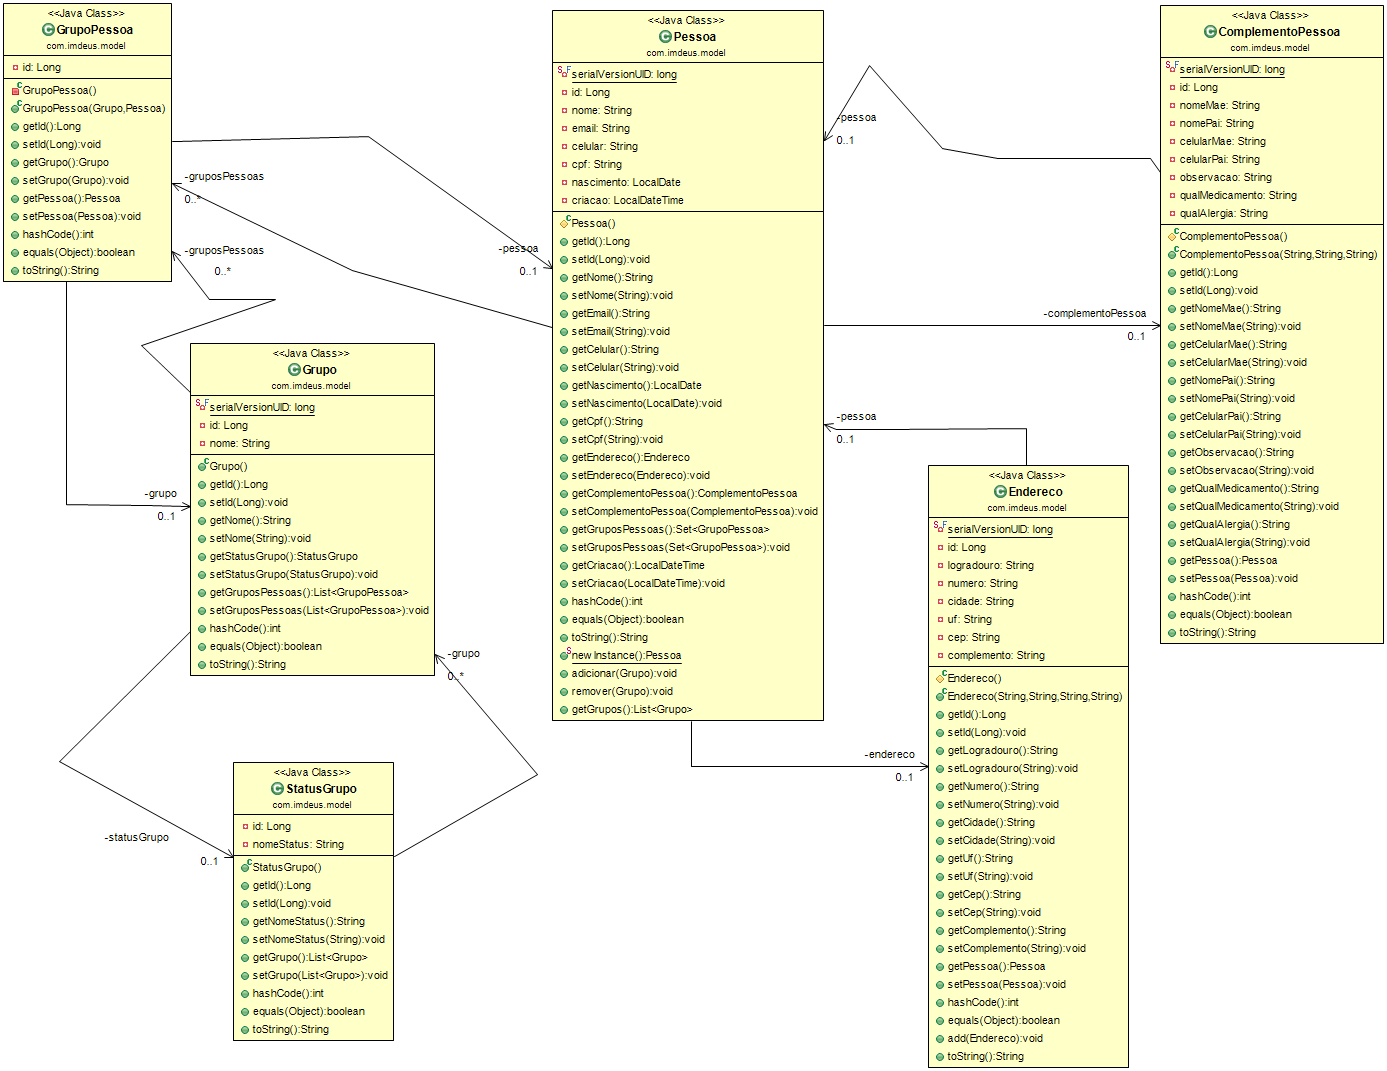 <<Java Class>>
GrupoPessoa
com.imdeus.model
id: Long
GrupoPessoa()
GrupoPessoa(Grupo,Pessoa)
getId():Long
setId(Long):void
getGrupo():Grupo
setGrupo(Grupo):void
getPessoa():Pessoa
setPessoa(Pessoa):void
hashCode():int
equals(Object):boolean
toString():String
-gruposPessoas
0..*
-gruposPessoas
0..*
-pessoa
0..1
<<Java Class>>
Pessoa
com.imdeus.model
serialVersionUID: long
id: Long
nome: String
email: String
celular: String
cpf: String
nascimento: LocalDate
criacao: LocalDateTime
Pessoa()
getId():Long
setId(Long):void
getNome():String
setNome(String):void
getEmail():String
setEmail(String):void
getCelular():String
setCelular(String):void
getNascimento():LocalDate
setNascimento(LocalDate):void
getCpf():String
setCpf(String):void
getEndereco():Endereco
setEndereco(Endereco):void
getComplementoPessoa():ComplementoPessoa
setComplementoPessoa(ComplementoPessoa):void
getGruposPessoas():Set<GrupoPessoa>
setGruposPessoas(Set<GrupoPessoa>):void
getCriacao():LocalDateTime
setCriacao(LocalDateTime):void
hashCode():int
equals(Object):boolean
toString():String
newInstance():Pessoa
adicionar(Grupo):void
remover(Grupo):void
getGrupos():List<Grupo>
-pessoa
0..1
-complementoPessoa
0..1
-pessoa
0..1
-endereco
0..1
<<Java Class>>
ComplementoPessoa
com.imdeus.model
serialVersionUID: long
id: Long
nomeMae: String
nomePai: String
celularMae: String
celularPai: String
observacao: String
qualMedicamento: String
qualAlergia: String
ComplementoPessoa()
ComplementoPessoa(String,String,String)
getId():Long
setId(Long):void
getNomeMae():String
setNomeMae(String):void
getCelularMae():String
setCelularMae(String):void
getNomePai():String
setNomePai(String):void
getCelularPai():String
setCelularPai(String):void
getObservacao():String
setObservacao(String):void
getQualMedicamento():String
setQualMedicamento(String):void
getQualAlergia():String
setQualAlergia(String):void
getPessoa():Pessoa
setPessoa(Pessoa):void
hashCode():int
equals(Object):boolean
toString():String
<<Java Class>>
Grupo
com.imdeus.model
serialVersionUID: long
id: Long
nome: String
Grupo()
getId():Long
setId(Long):void
getNome():String
setNome(String):void
getStatusGrupo():StatusGrupo
setStatusGrupo(StatusGrupo):void
getGruposPessoas():List<GrupoPessoa>
setGruposPessoas(List<GrupoPessoa>):void
hashCode():int
equals(Object):boolean
toString():String
-grupo
0..1
-grupo
0..*
-statusGrupo
0..1
<<Java Class>>
StatusGrupo
com.imdeus.model
id: Long
nomeStatus: String
StatusGrupo()
getId():Long
setId(Long):void
getNomeStatus():String
setNomeStatus(String):void
getGrupo():List<Grupo>
setGrupo(List<Grupo>):void
hashCode():int
equals(Object):boolean
toString():String
<<Java Class>>
Endereco
com.imdeus.model
serialVersionUID: long
id: Long
logradouro: String
numero: String
cidade: String
uf: String
cep: String
complemento: String
Endereco()
Endereco(String,String,String,String)
getId():Long
setId(Long):void
getLogradouro():String
setLogradouro(String):void
getNumero():String
setNumero(String):void
getCidade():String
setCidade(String):void
getUf():String
setUf(String):void
getCep():String
setCep(String):void
getComplemento():String
setComplemento(String):void
getPessoa():Pessoa
setPessoa(Pessoa):void
hashCode():int
equals(Object):boolean
add(Endereco):void
toString():String